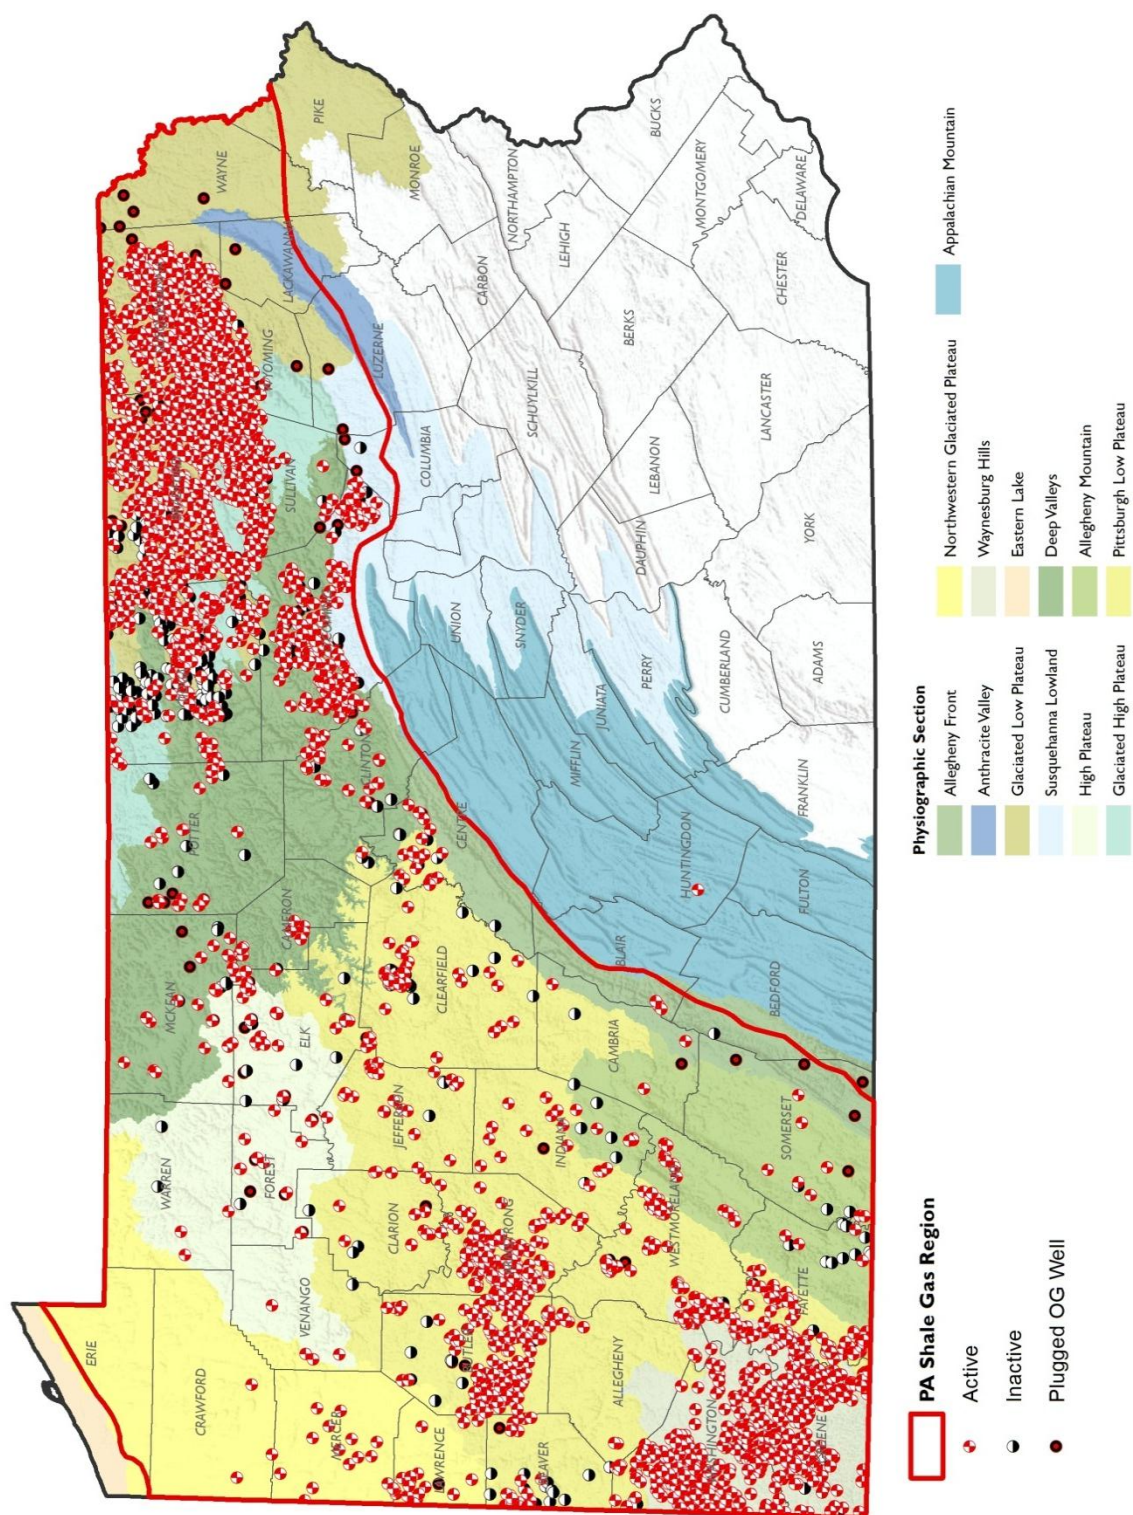 ERIE
CRAWFORD
MERCER
LAWRENCE
BEAVER
WASHINGTON
GREENE
ALLEGHENY
BUTLER
VENANGO
WARREN
FOREST
CLARION
ARMSTRONG
WESTMORELAND
FAYETTE
MCKEAN
ELK
JEFFERSON
INDIANA
SOMERSET
CAMBRIA
CAMERON
CLEARFIELD
POTTER
CLINTON
CENTRE
BLAIR
BEDFORD
HUNTINGDON
FULTON
FRANKLIN
MIFFLIN
JUNIATA
PERRY
SNYDER
UNION
SULLIVAN
COLUMBIA
WYOMING
LACKAWANNA
LUZERNE
WAYNE
PIKE
MONROE
CARBON
NORTHAMPTON
LEHIGH
BUCKS
MONTGOMERY
DELAWARE
CHESTER
BERKS
SCHUYLKILL
LEBANON
LANCASTER
DAUPHIN
YORK
CUMBERLAND
ADAMS
PA Shale Gas Region
Active
Inactive
Plugged OG Well
Physiographic Section
Allegheny Front
Anthracite Valley
Glaciated Low Plateau
Susquehanna Lowland
High Plateau
Glaciated High Plateau
Northwestern Glaciated Plateau
Waynesburg Hills
Eastern Lake
Deep Valleys
Allegheny Mountain
Pittsburgh Low Plateau
Appalachian Mountain